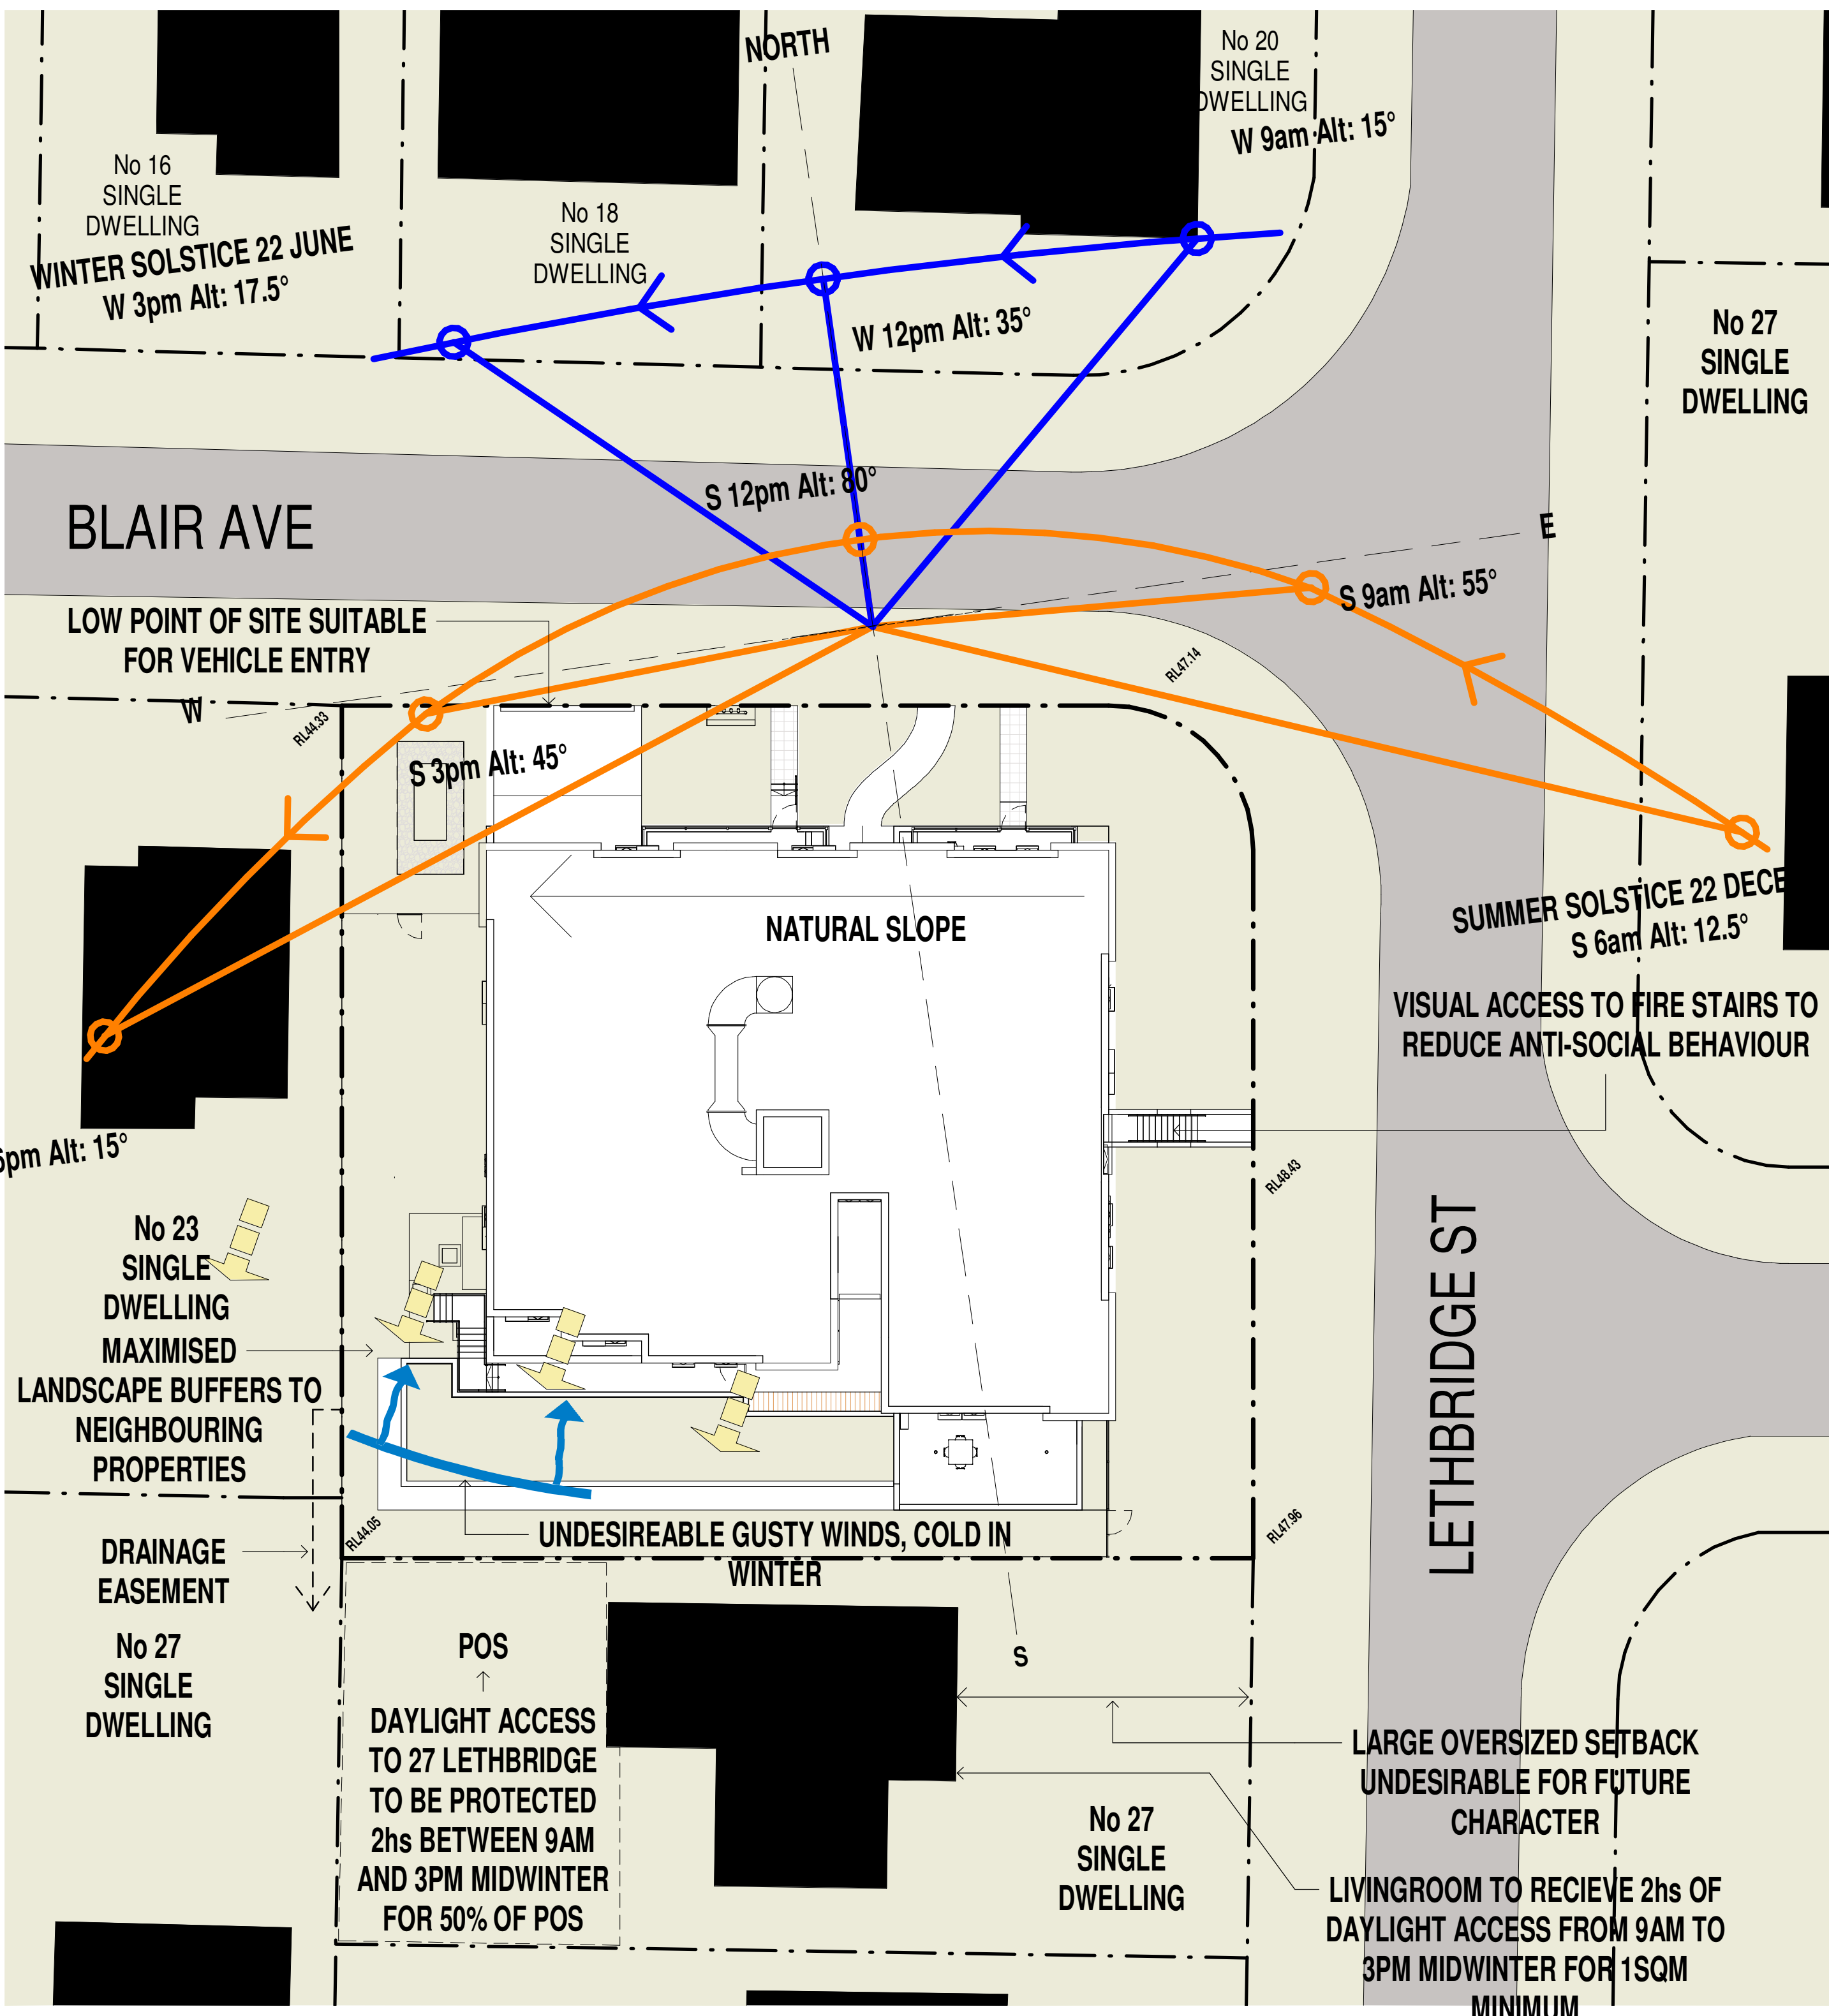 NORTH
No 20
SINGLE
DWELLING
W 9am Alt: 15°
No 16
SINGLE
DWELLING
WINTER SOLSTICE 22 JUNE
W 3pm Alt: 17.5°
No 18
SINGLE
DWELLING
W 12pm Alt: 35°
No 27
SINGLE
DWELLING
S 12pm Alt: 80°
BLAIR AVE
E
S 9am Alt: 55°
LOW POINT OF SITE SUITABLE
FOR VEHICLE ENTRY
RL47.14
W
RL44.33
S 3pm Alt: 45°
NATURAL SLOPE
SUMMER SOLSTICE 22 DECE
S 6am Alt: 12.5°
VISUAL ACCESS TO FIRE STAIRS TO
REDUCE ANTI-SOCIAL BEHAVIOUR
6pm Alt: 15°
RL48.43
No 23
SINGLE
DWELLING
MAXIMISED
LANDSCAPE BUFFERS TO
NEIGHBOURING
PROPERTIES
LETHBRIDGE ST
RL44.05
RL47.96
UNDESIREABLE GUSTY WINDS, COLD IN
WINTER
DRAINAGE
EASEMENT
No 27
SINGLE
DWELLING
POS
S
DAYLIGHT ACCESS
TO 27 LETHBRIDGE
TO BE PROTECTED
2hs BETWEEN 9AM
AND 3PM MIDWINTER
FOR 50% OF POS
LARGE OVERSIZED SETBACK
UNDESIRABLE FOR FUTURE
CHARACTER
No 27
SINGLE
DWELLING
LIVINGROOM TO RECIEVE 2hs OF
DAYLIGHT ACCESS FROM 9AM TO
3PM MIDWINTER FOR 1SQM
MINIMUM